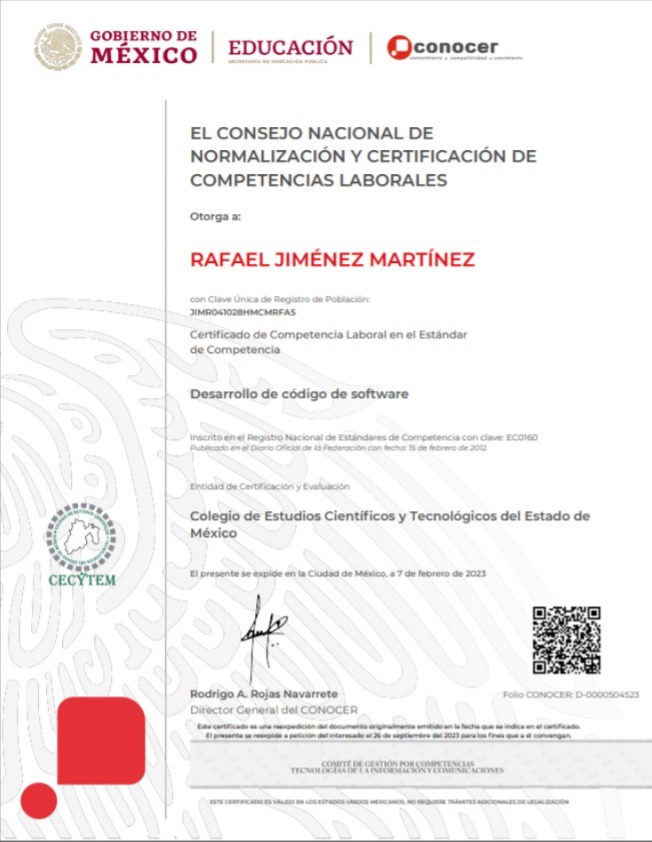 GOBIERNO DE
MÉXICO
EDUCACIÓN
SECRETARÍA DE EDUCACIÓN PÚBLICA
conocer
conocimiento • competitividad • crecimiento
EL CONSEJO NACIONAL DE
NORMALIZACIÓN Y CERTIFICACIÓN DE
COMPETENCIAS LABORALES
Otorga a:
RAFAEL JIMÉNEZ MARTÍNEZ
con Clave Única de Registro de Población:
JIMR041028HMCMRFA5
Certificado de Competencia Laboral en el Estándar
de Competencia
Desarrollo de código de software
Inscrito en el Registro Nacional de Estándares de Competencia con clave: EC0160
Publicado en el Diario Oficial de la Federación con fecha: 15 de febrero de 2012.
Entidad de Certificación y Evaluación
Colegio de Estudios Científicos y Tecnológicos del Estado de
México
CECYTEM
El presente se expide en la Ciudad de México, a 7 de febrero de 2023
Rodrigo A. Rojas Navarrete
Director General del CONOCER
Folio CONOCER: D-0000504523
Este certificado es una reexpedición del documento originalmente emitido en la fecha que se indica en el certificado.
El presente se reexpide a petición del interesado el 26 de septiembre del 2023 para los fines que a él convengan.
COMITÉ DE GESTIÓN POR COMPETENCIAS
TECNOLOGÍAS DE LA INFORMACIÓN Y COMUNICACIONES
ESTE CERTIFICADO ES VÁLIDO EN LOS ESTADOS UNIDOS MEXICANOS, NO REQUIERE TRÁMITES ADICIONALES DE LEGALIZACIÓN